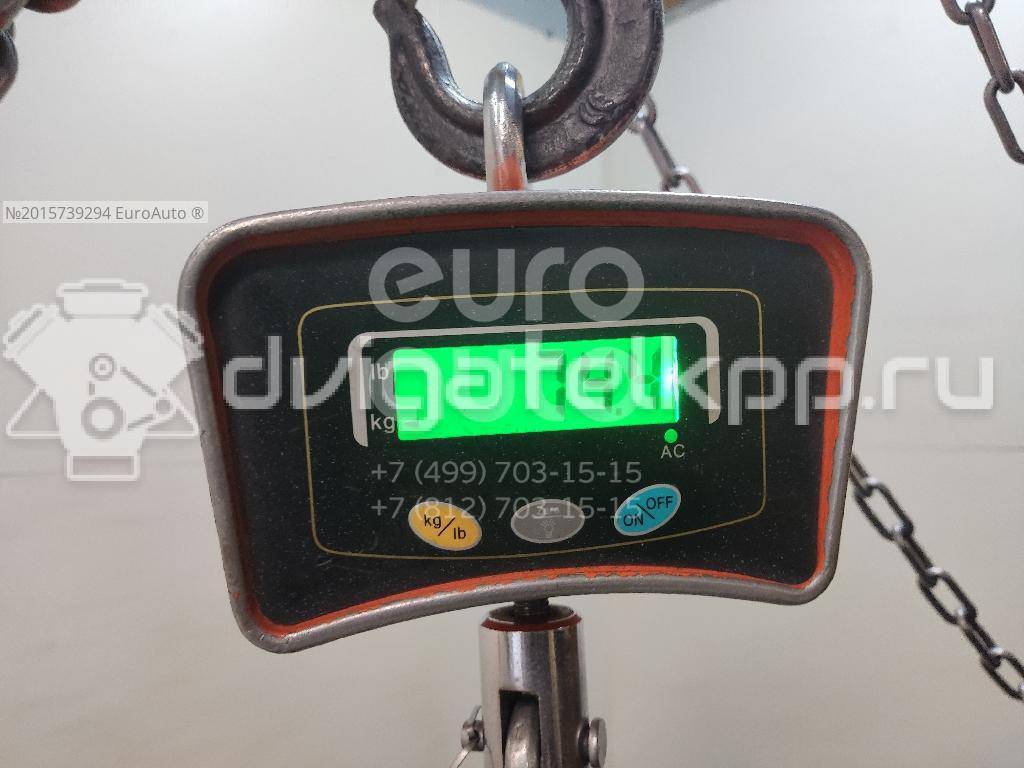 №2015739294 EuroAuto ®
euro
dvigatelkpp.ru
lb
kg
AC
+7 (499) 703-15-15
+7 (812) 703-15-15
kg/lb
ON/OFF